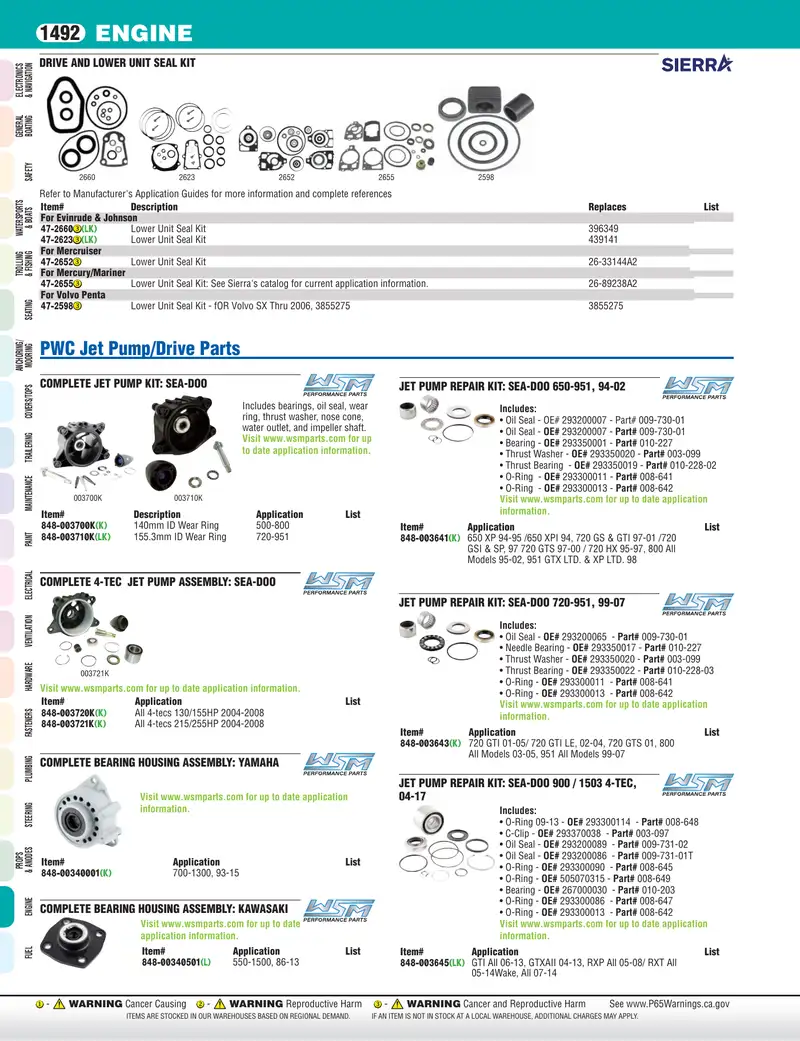 1492 ENGINE
DRIVE AND LOWER UNIT SEAL KIT
SIERRA
2660 2623 2652 2655 2598
Refer to Manufacturer's Application Guides for more information and complete references
Item# Description Replaces List
For Evinrude & Johnson
47-2660 3 (LK) Lower Unit Seal Kit 396349
47-2623 3 (LK) Lower Unit Seal Kit 439141
For Mercruiser
47-2652 3 Lower Unit Seal Kit 26-33144A2
For Mercury/Mariner
47-2655 3 Lower Unit Seal Kit: See Sierra's catalog for current application information. 26-89238A2
For Volvo Penta
47-2598 3 Lower Unit Seal Kit - fOR Volvo SX Thru 2006, 3855275 3855275
PWC Jet Pump/Drive Parts
COMPLETE JET PUMP KIT: SEA-DOO
WSM
PERFORMANCE PARTS
Includes bearings, oil seal, wear
ring, thrust washer, nose cone,
water outlet, and impeller shaft.
Visit www.wsmparts.com for up
to date application information.
003700K 003710K
Item# Description Application List
848-003700K(K) 140mm ID Wear Ring 500-800
848-003710K(LK) 155.3mm ID Wear Ring 720-951
COMPLETE 4-TEC JET PUMP ASSEMBLY: SEA-DOO
WSM
PERFORMANCE PARTS
003721K
Visit www.wsmparts.com for up to date application information.
Item# Application List
848-003720K(K) All 4-tecs 130/155HP 2004-2008
848-003721K(K) All 4-tecs 215/255HP 2004-2008
COMPLETE BEARING HOUSING ASSEMBLY: YAMAHA
WSM
PERFORMANCE PARTS
Visit www.wsmparts.com for up to date application
information.
Item# Application List
848-00340001(K) 700-1300, 93-15
COMPLETE BEARING HOUSING ASSEMBLY: KAWASAKI
WSM
PERFORMANCE PARTS
Visit www.wsmparts.com for up to date
application information.
Item# Application List
848-00340501(L) 550-1500, 86-13
JET PUMP REPAIR KIT: SEA-DOO 650-951, 94-02
WSM
PERFORMANCE PARTS
Includes:
• Oil Seal - OE# 293200007 - Part# 009-730-01
• Oil Seal - OE# 293200007 - Part# 009-730-01
• Bearing - OE# 293350001 - Part# 010-227
• Thrust Washer - OE# 293350020 - Part# 003-099
• Thrust Bearing - OE# 293350019 - Part# 010-228-02
• O-Ring - OE# 293300011 - Part# 008-641
• O-Ring - OE# 293300013 - Part# 008-642
Visit www.wsmparts.com for up to date application
information.
Item# Application List
848-003641(K) 650 XP 94-95 /650 XPI 94, 720 GS & GTI 97-01 /720
GSI & SP, 97 720 GTS 97-00 / 720 HX 95-97, 800 All
Models 95-02, 951 GTX LTD. & XP LTD. 98
JET PUMP REPAIR KIT: SEA-DOO 720-951, 99-07
WSM
PERFORMANCE PARTS
Includes:
• Oil Seal - OE# 293200065 - Part# 009-730-01
• Needle Bearing - OE# 293350017 - Part# 010-227
• Thrust Washer - OE# 293350020 - Part# 003-099
• Thrust Bearing - OE# 293350022 - Part# 010-228-03
• O-Ring - OE# 293300011 - Part# 008-641
• O-Ring - OE# 293300013 - Part# 008-642
Visit www.wsmparts.com for up to date application
information.
Item# Application List
848-003643(K) 720 GTI 01-05/ 720 GTI LE, 02-04, 720 GTS 01, 800
All Models 03-05, 951 All Models 99-07
JET PUMP REPAIR KIT: SEA-DOO 900 / 1503 4-TEC,
04-17
WSM
PERFORMANCE PARTS
Includes:
• O-Ring 09-13 - OE# 293300114 - Part# 008-648
• C-Clip - OE# 293370038 - Part# 003-097
• Oil Seal - OE# 293200089 - Part# 009-731-02
• Oil Seal - OE# 293200086 - Part# 009-731-01T
• O-Ring - OE# 293300090 - Part# 008-645
• O-Ring - OE# 505070315 - Part# 008-649
• Bearing - OE# 267000030 - Part# 010-203
• O-Ring - OE# 293300086 - Part# 008-647
• O-Ring - OE# 293300013 - Part# 008-642
Visit www.wsmparts.com for up to date application
information.
Item# Application List
848-003645(LK) GTI All 06-13, GTXAII 04-13, RXP All 05-08/ RXT All
05-14Wake, All 07-14
ELECTRONICS
& NAVIGATION
GENERAL
BOATING
SAFETY
WATERSPORTS
& BOATS
TROLLING
& FISHING
SEATING
ANCHORING/
MOORING
COVERS/TOPS
TRAILERING
MAINTENANCE
PAINT
ELECTRICAL
VENTILATION
HARDWARE
FASTENERS
PLUMBING
STEERING
PROPS
& ANODES
ENGINE
FUEL
1 - WARNING Cancer Causing 2 - WARNING Reproductive Harm 3 - WARNING Cancer and Reproductive Harm See www.P65Warnings.ca.gov
ITEMS ARE STOCKED IN OUR WAREHOUSES BASED ON REGIONAL DEMAND. IF AN ITEM IS NOT IN STOCK AT A LOCAL WAREHOUSE, ADDITIONAL CHARGES MAY APPLY.